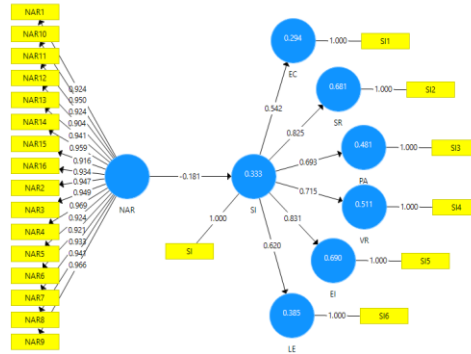 NAR1
NAR10
NAR11
NAR12
NAR13
NAR14
NAR15
NAR16
NAR2
NAR3
NAR4
NAR5
NAR6
NAR7
NAR8
NAR9
0.924
0.950
0.924
0.904
0.941
0.959
0.916
0.934
0.947
0.949
0.969
0.924
0.921
0.933
0.941
0.966
NAR
-0.181
0.333
SI
1.000
SI
0.542
0.825
0.693
0.715
0.831
0.620
0.294
EC
1.000
SI1
0.681
SR
1.000
SI2
0.481
PA
1.000
SI3
0.511
VR
1.000
SI4
0.690
EI
1.000
SI5
0.385
LE
1.000
SI6